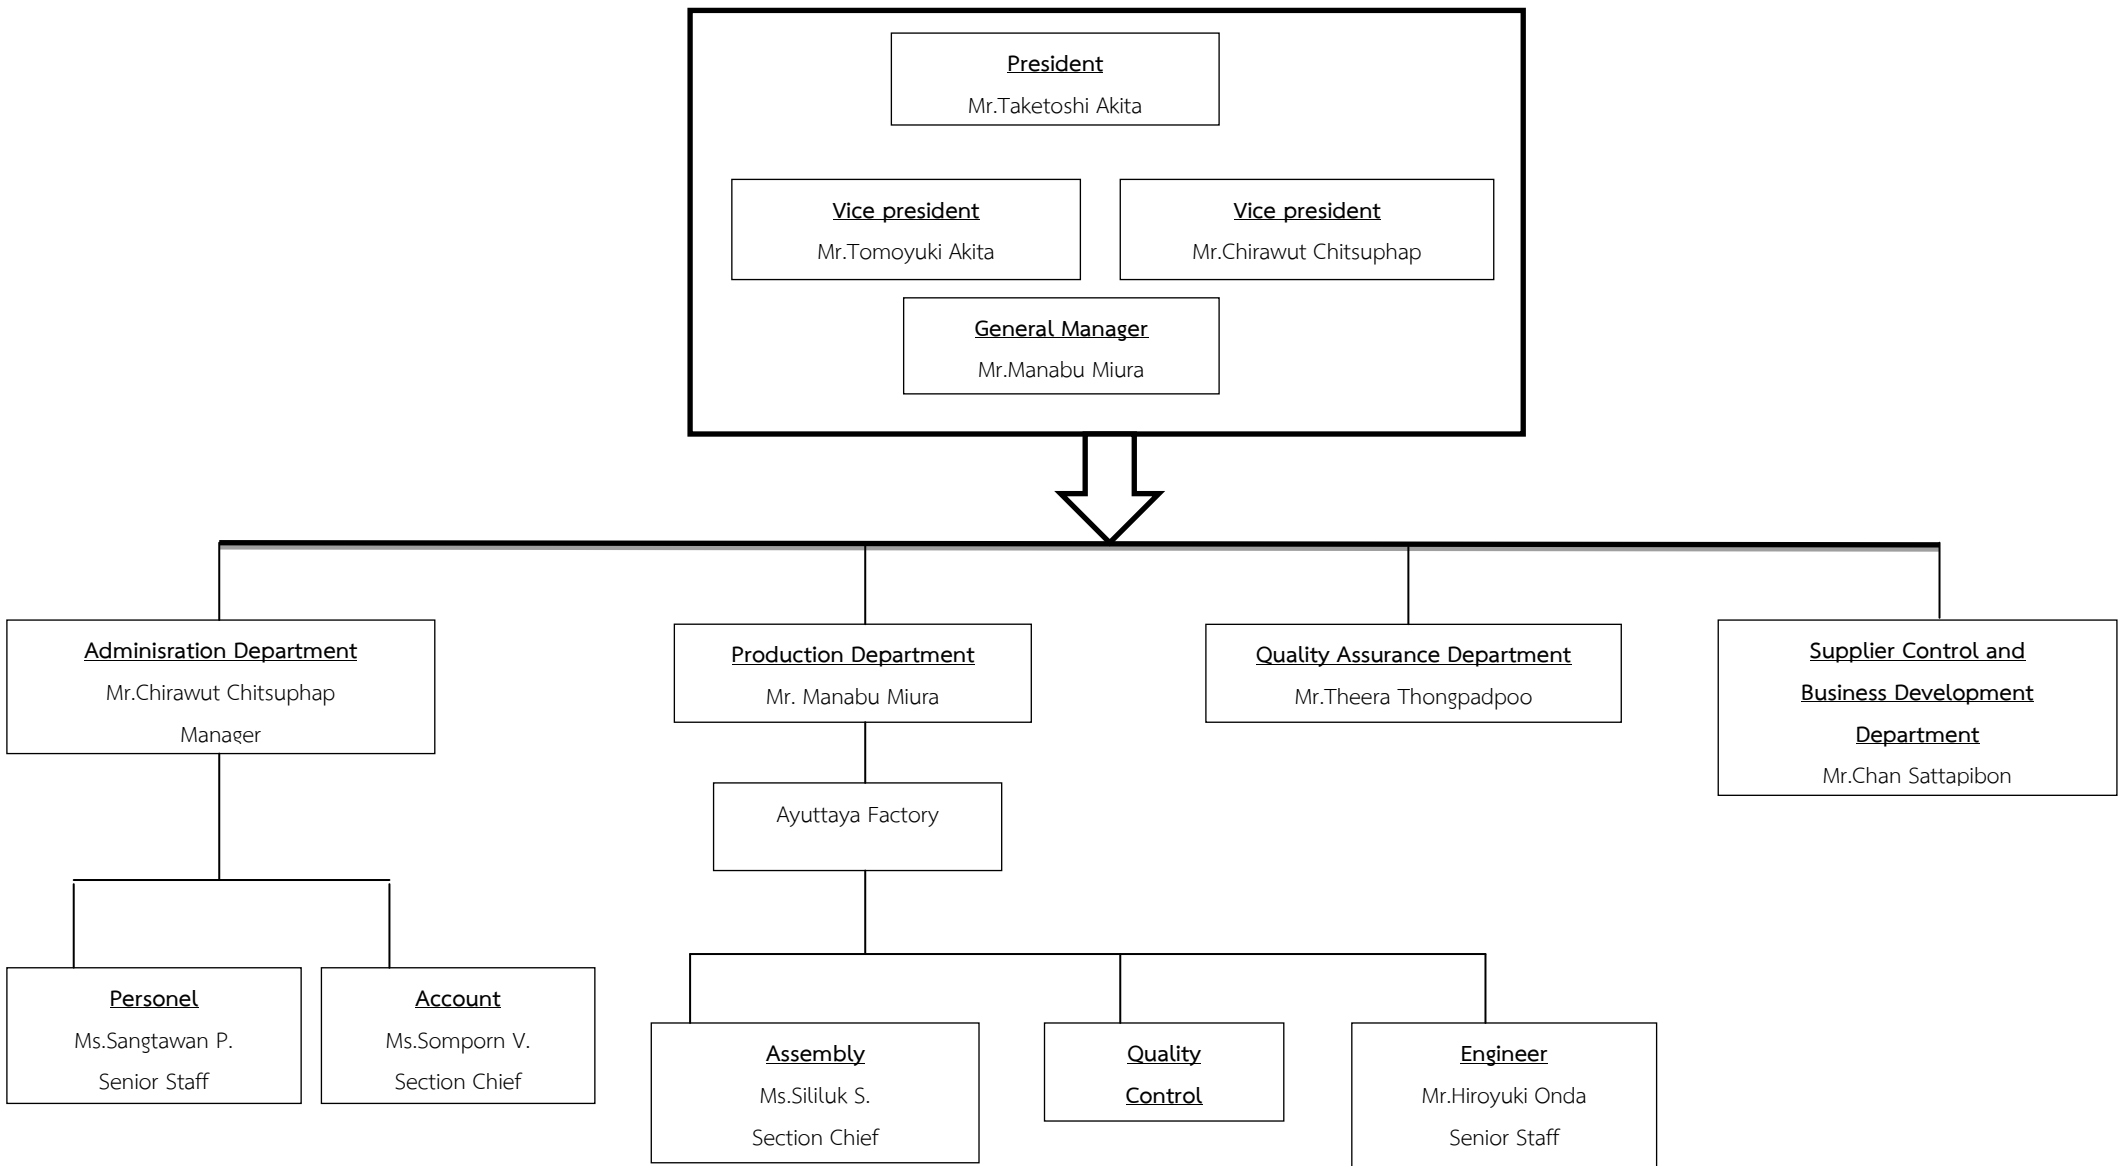 President
Mr.Taketoshi Akita
Vice president
Mr.Tomoyuki Akita
Vice president
Mr.Chirawut Chitsuphap
General Manager
Mr.Manabu Miura
Adminisration Department
Mr.Chirawut Chitsuphap
Manager
Production Department
Mr. Manabu Miura
Quality Assurance Department
Mr.Theera Thongpadpoo
Supplier Control and
Business Development
Department
Mr.Chan Sattapibon
Ayuttaya Factory
Personel
Ms.Sangtawan P.
Senior Staff
Account
Ms.Somporn V.
Section Chief
Assembly
Ms.Sililuk S.
Section Chief
Quality
Control
Engineer
Mr.Hiroyuki Onda
Senior Staff